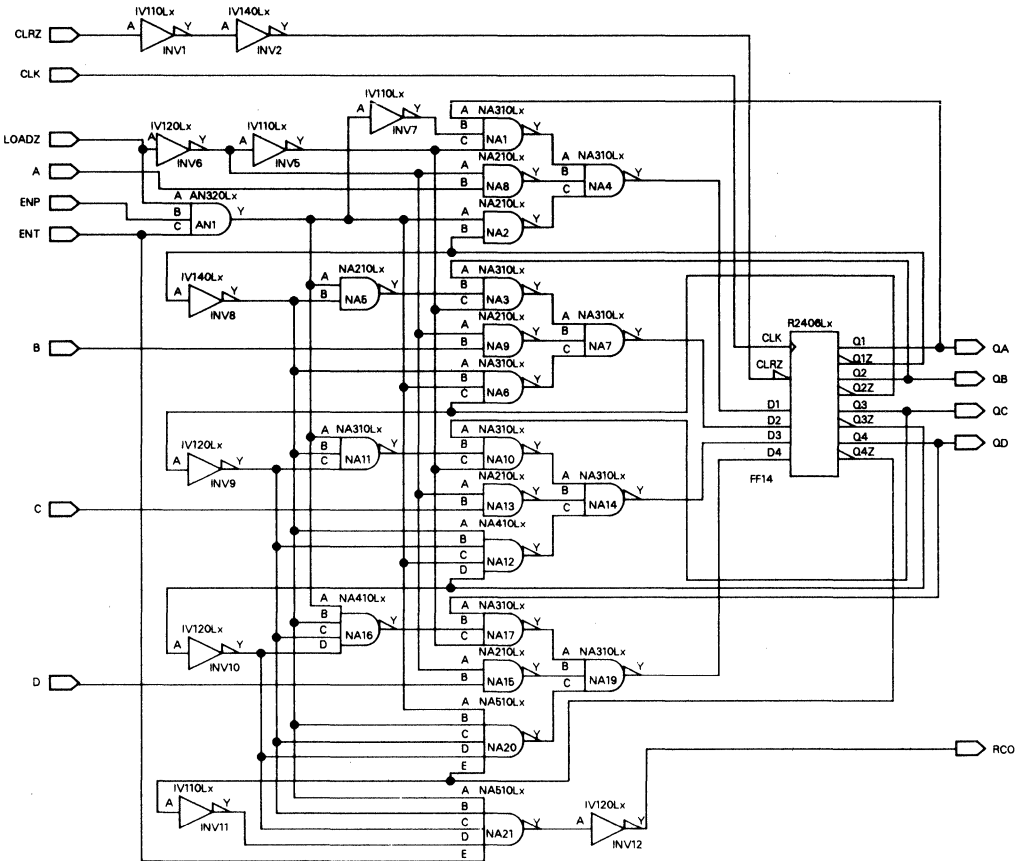 IV110Lx IV140Lx
CLRZ A Y A Y
INV1 INV2
CLK
IV110Lx NA310Lx
A Y A
B Y
INV7 C NA1
LOADZ IV120Lx IV110Lx
A Y A Y
INV6 INV5
NA210Lx NA310Lx
A A Y A
B NA8 B Y
C NA4
AN320Lx NA210Lx
ENP A
B Y A Y
C AN1 B NA2
ENT
IV140Lx NA210Lx NA310Lx
A Y A Y A Y
INV8 B NA5 B
C NA3
NA210Lx NA310Lx
A Y A Y
B B NA9 B
C NA7
NA310Lx
A Y
B
C NA6
R2406Lx
CLK Q1 QA
Q1Z
CLRZ Q2 QB
Q2Z
D1 Q3 QC
D2 Q3Z
D3 Q4 QD
D4 Q4Z
FF14
IV120Lx NA310Lx NA310Lx
A Y A Y A Y
B B
INV9 C NA11 C NA10
NA210Lx NA310Lx
A Y A Y
C B NA13 B
C NA14
NA410Lx
A
B Y
C NA12
D
IV120Lx NA410Lx NA310Lx
A Y A Y A Y
B B
C NA16 C NA17
INV10 D
NA210Lx NA310Lx
A Y A Y
D B NA15 B
C NA19
A NA510Lx
B Y
C
D NA20
E
RCO
IV110Lx A NA510Lx IV120Lx
A Y B Y A Y
C
INV11 D NA21 INV12
E